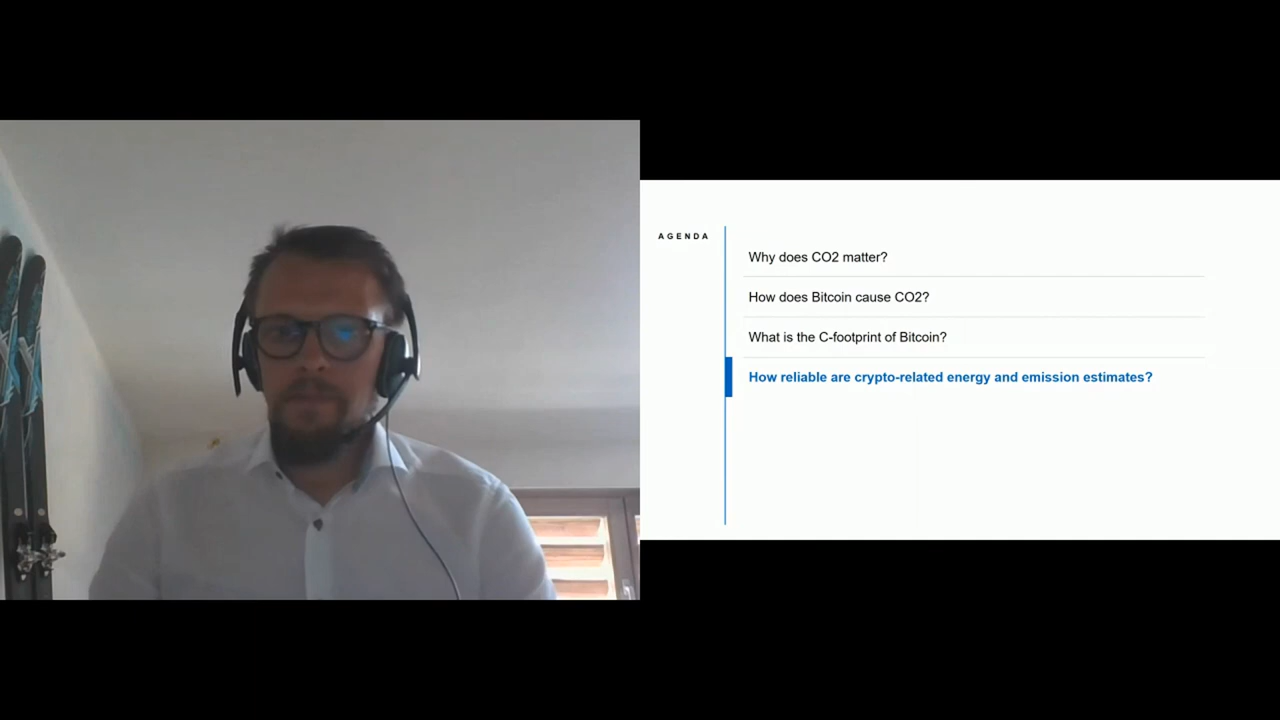 AGENDA
Why does CO2 matter?
How does Bitcoin cause CO2?
What is the C-footprint of Bitcoin?
How reliable are crypto-related energy and emission estimates?